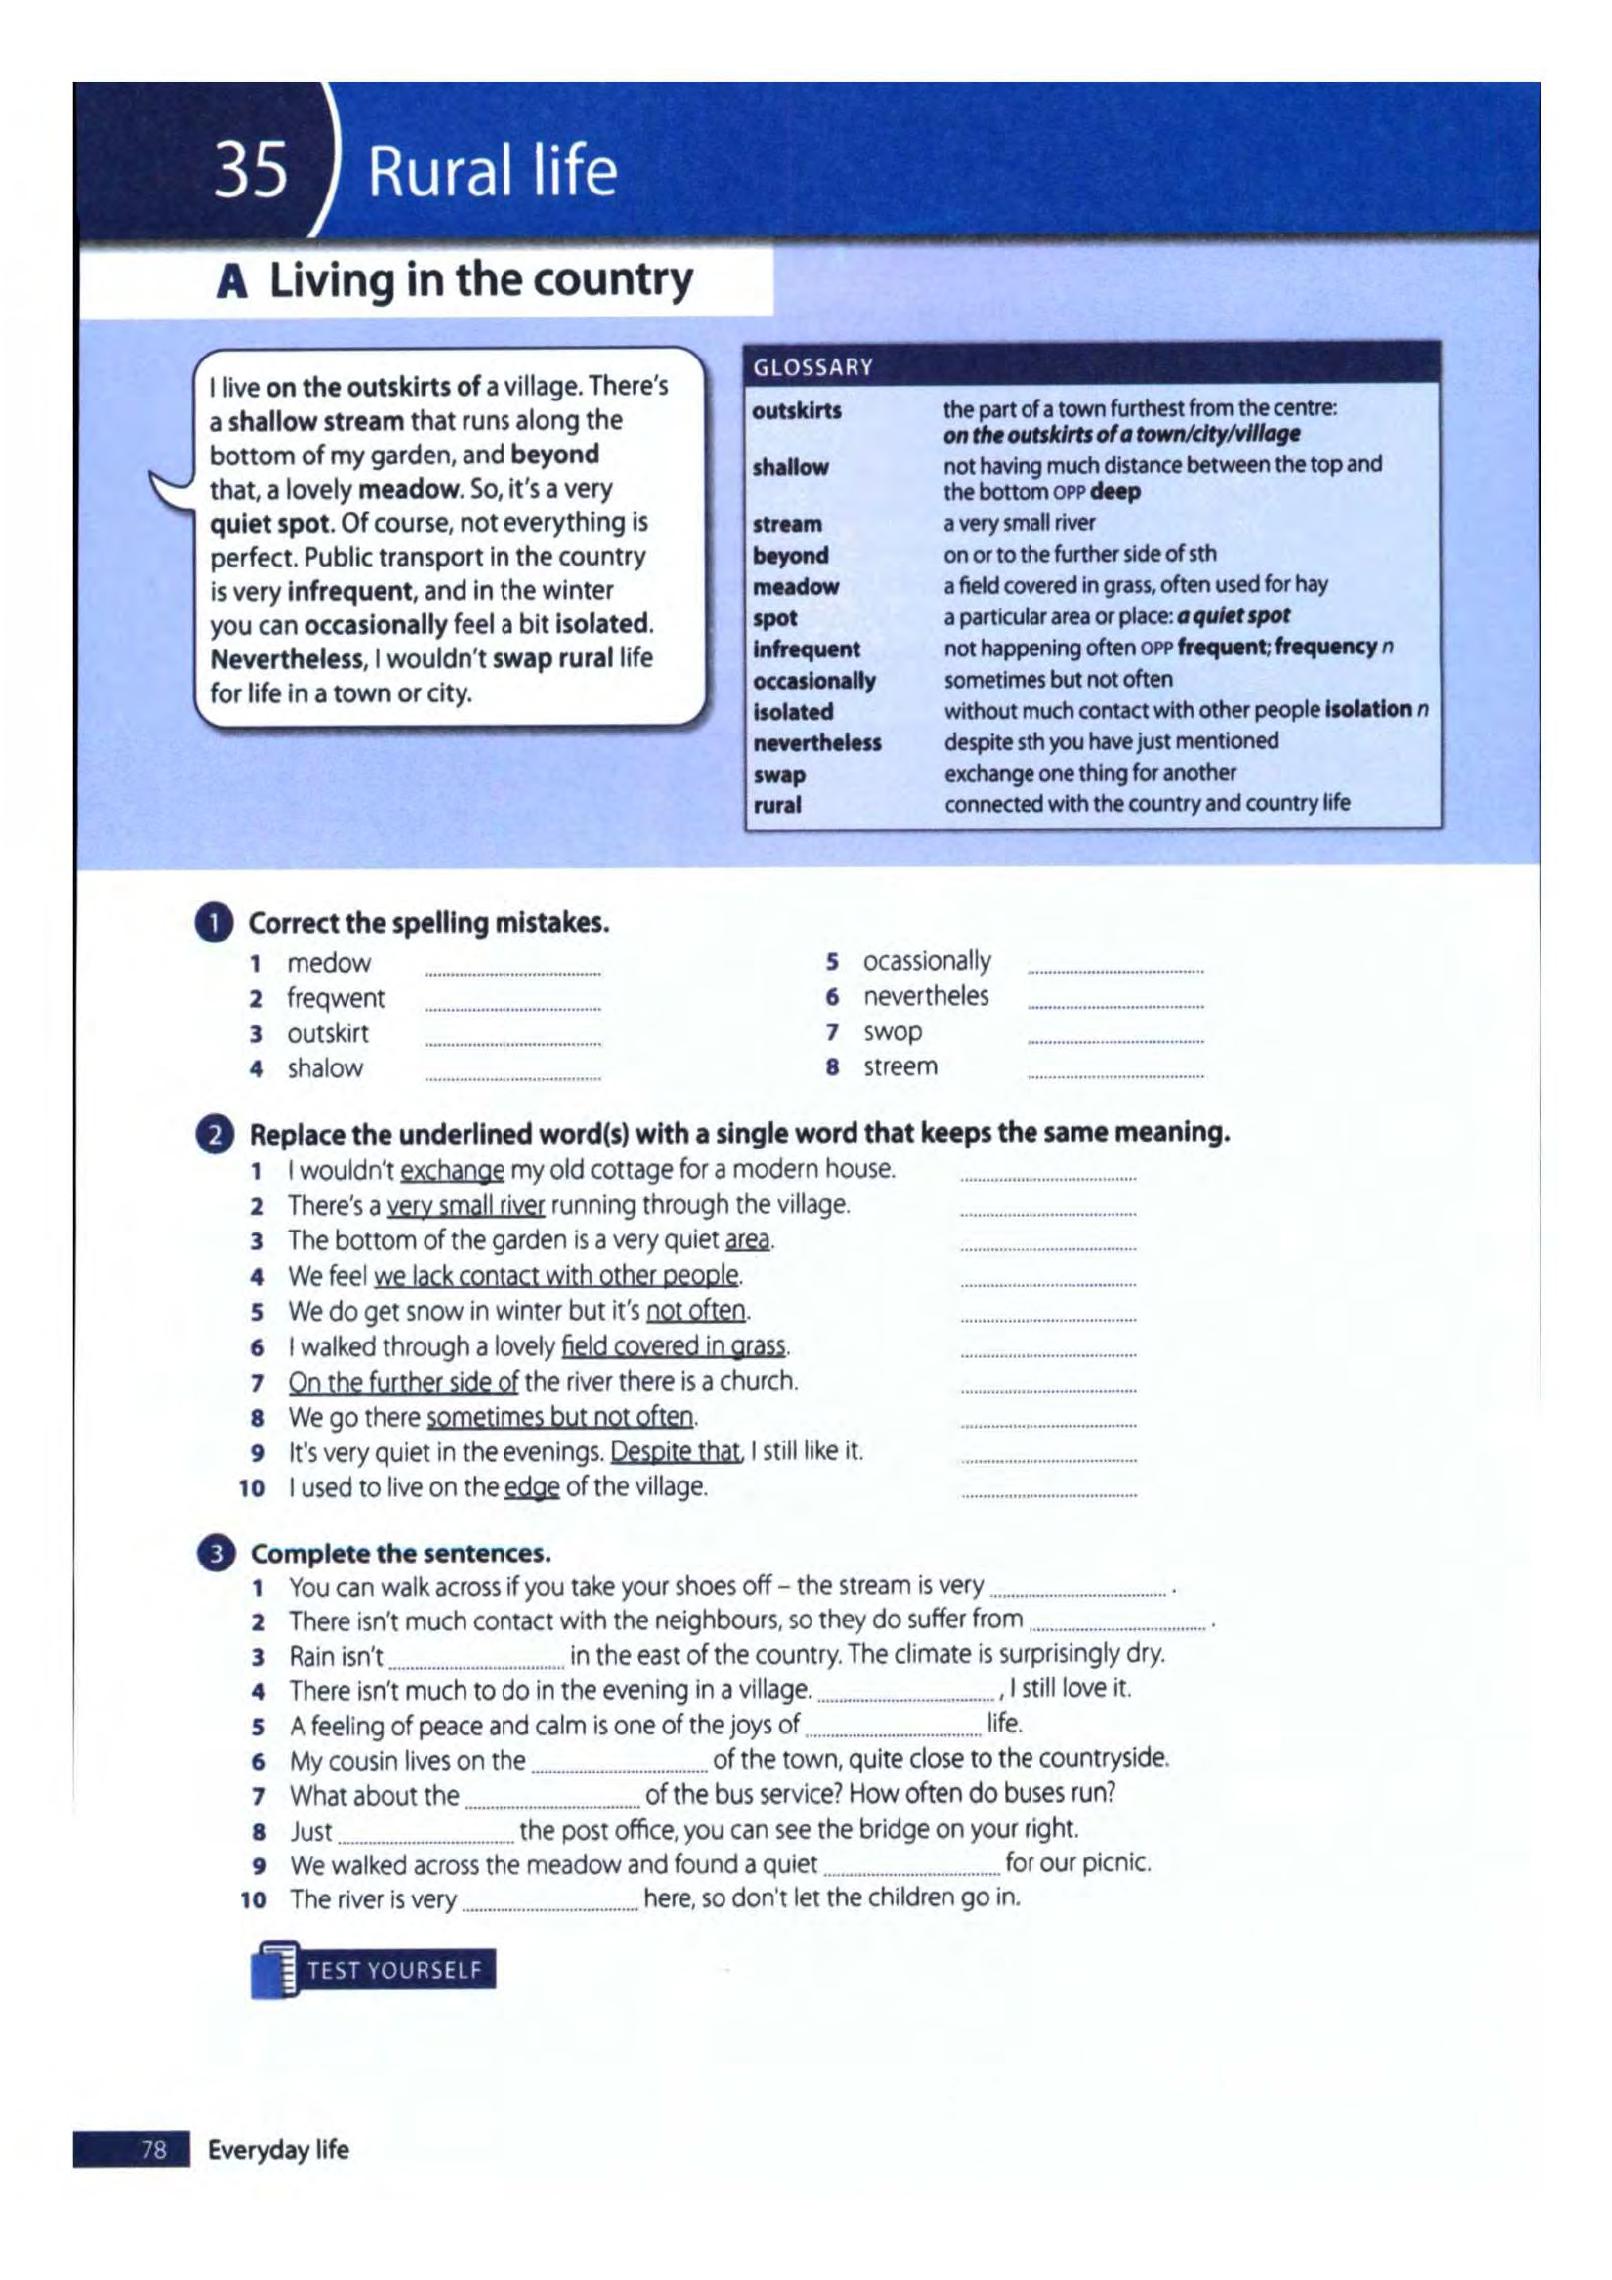 35 Rural life
A Living in the country
I live on the outskirts of a village. There's
a shallow stream that runs along the
bottom of my garden, and beyond
that, a lovely meadow. So, it's a very
quiet spot. Of course, not everything is
perfect. Public transport in the country
is very infrequent, and in the winter
you can occasionally feel a bit isolated.
Nevertheless, I wouldn't swap rural life
for life in a town or city.
GLOSSARY
outskirts the part of a town furthest from the centre:
on the outskirts of a town/city/village
shallow not having much distance between the top and
the bottom OPP deep
stream a very small river
beyond on or to the further side of sth
meadow a field covered in grass, often used for hay
spot a particular area or place: a quiet spot
infrequent not happening often OPP frequent; frequency n
occasionally sometimes but not often
isolated without much contact with other people isolation n
nevertheless despite sth you have just mentioned
swap exchange one thing for another
rural connected with the country and country life
1 Correct the spelling mistakes.
1 medow
2 freqwent
3 outskirt
4 shalow
5 ocassionally
6 nevertheles
7 swop
8 streem
2 Replace the underlined word(s) with a single word that keeps the same meaning.
1 I wouldn't exchange my old cottage for a modern house.
2 There's a very small river running through the village.
3 The bottom of the garden is a very quiet area.
4 We feel we lack contact with other people.
5 We do get snow in winter but it's not often.
6 I walked through a lovely field covered in grass.
7 On the further side of the river there is a church.
8 We go there sometimes but not often.
9 It's very quiet in the evenings. Despite that, I still like it.
10 I used to live on the edge of the village.
3 Complete the sentences.
1 You can walk across if you take your shoes off – the stream is very .
2 There isn't much contact with the neighbours, so they do suffer from .
3 Rain isn't in the east of the country. The climate is surprisingly dry.
4 There isn't much to do in the evening in a village. , I still love it.
5 A feeling of peace and calm is one of the joys of life.
6 My cousin lives on the of the town, quite close to the countryside.
7 What about the of the bus service? How often do buses run?
8 Just the post office, you can see the bridge on your right.
9 We walked across the meadow and found a quiet for our picnic.
10 The river is very here, so don't let the children go in.
TEST YOURSELF
78 Everyday life